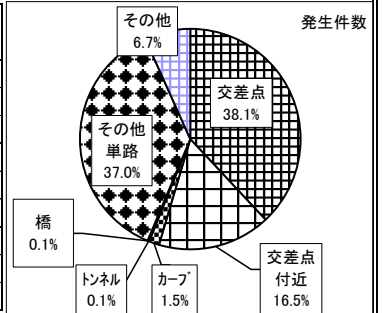 発生件数
その他
6.7%
交差点
38.1%
その他
単路
37.0%
橋
0.1%
トンネル
0.1%
カーブ
1.5%
交差点
付近
16.5%